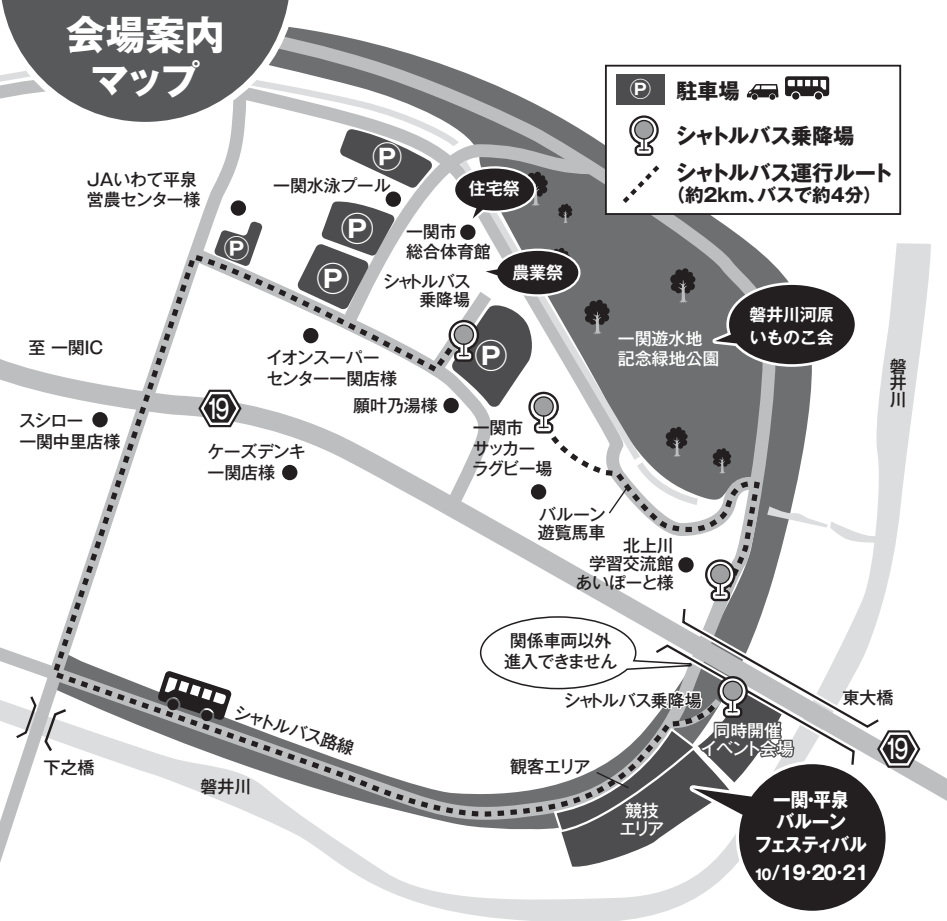 会場案内
マップ
P
駐車場
シャトルバス乗降場
シャトルバス運行ルート
(約2km、バスで約4分)
JAいわて平泉
営農センター様
P
P
一関水泳プール
P
P
住宅祭
一関市
総合体育館
農業祭
シャトルバス
乗降場
P
一関遊水地
記念緑地公園
磐井川河原
いものこ会
磐井川
至 一関IC
イオンスーパー
センター一関店様
願叶乃湯様
19
スシロー
一関中里店様
ケーズデンキ
一関店様
一関市
サッカー
ラグビー場
バルーン
遊覧馬車
北上川
学習交流館
あいぽーと様
関係車両以外
進入できません
シャトルバス乗降場
東大橋
19
同時開催
イベント会場
シャトルバス路線
下之橋
磐井川
観客エリア
競技
エリア
一関・平泉
バルーン
フェスティバル
10/19・20・21